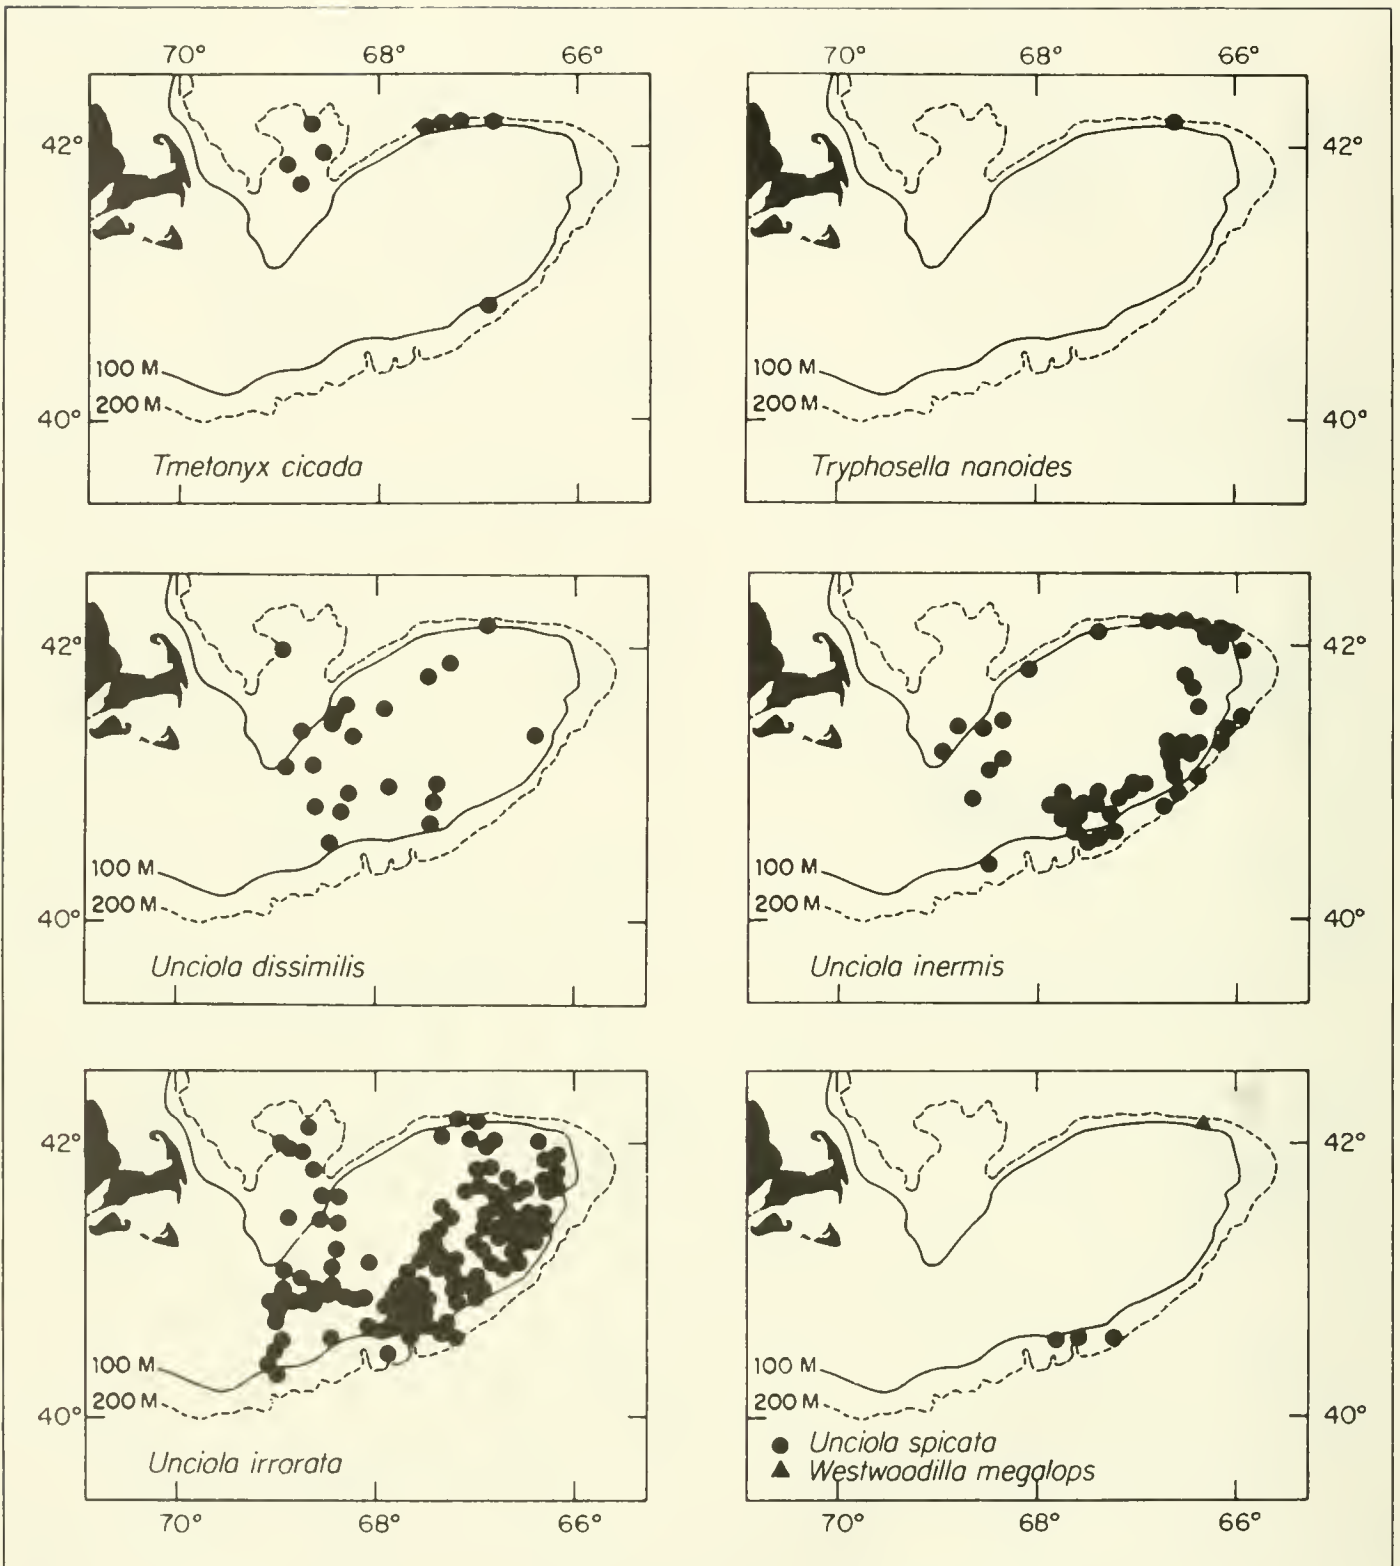 70° 68° 66° 70° 68° 66°
42° 42°
100 M 100 M
200 M 200 M
40° 40°
Tmetonyx cicada Tryphosella nanoides
42° 42°
100 M 100 M
200 M 200 M
40° 40°
Unciola dissimilis Unciola inermis
42° 42°
100 M 100 M
200 M 200 M
40° 40°
Unciola irrorata
Unciola spicata
Westwoodilla megalops
70° 68° 66° 70° 68° 66°